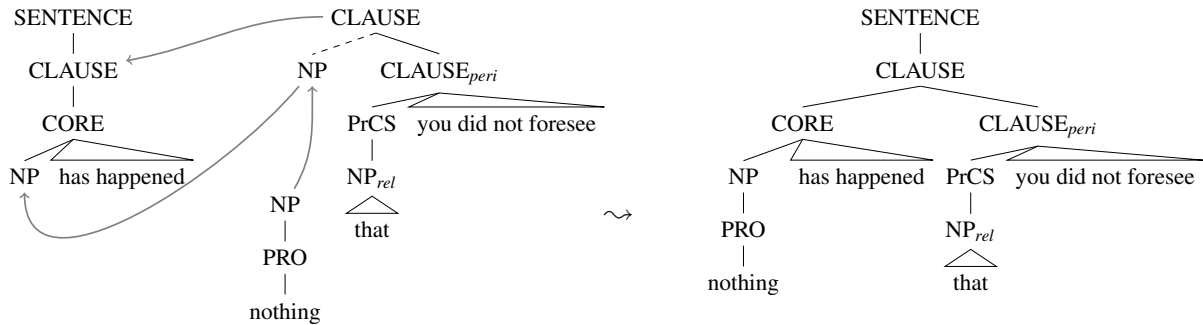 SENTENCE CLAUSE SENTENCE
CLAUSE NP CLAUSEperi CLAUSE
CORE PrCS you did not foresee CORE CLAUSEperi
NP has happened NPrel NP has happened PrCS you did not foresee
NP that PRO NPrel
PRO nothing that
nothing